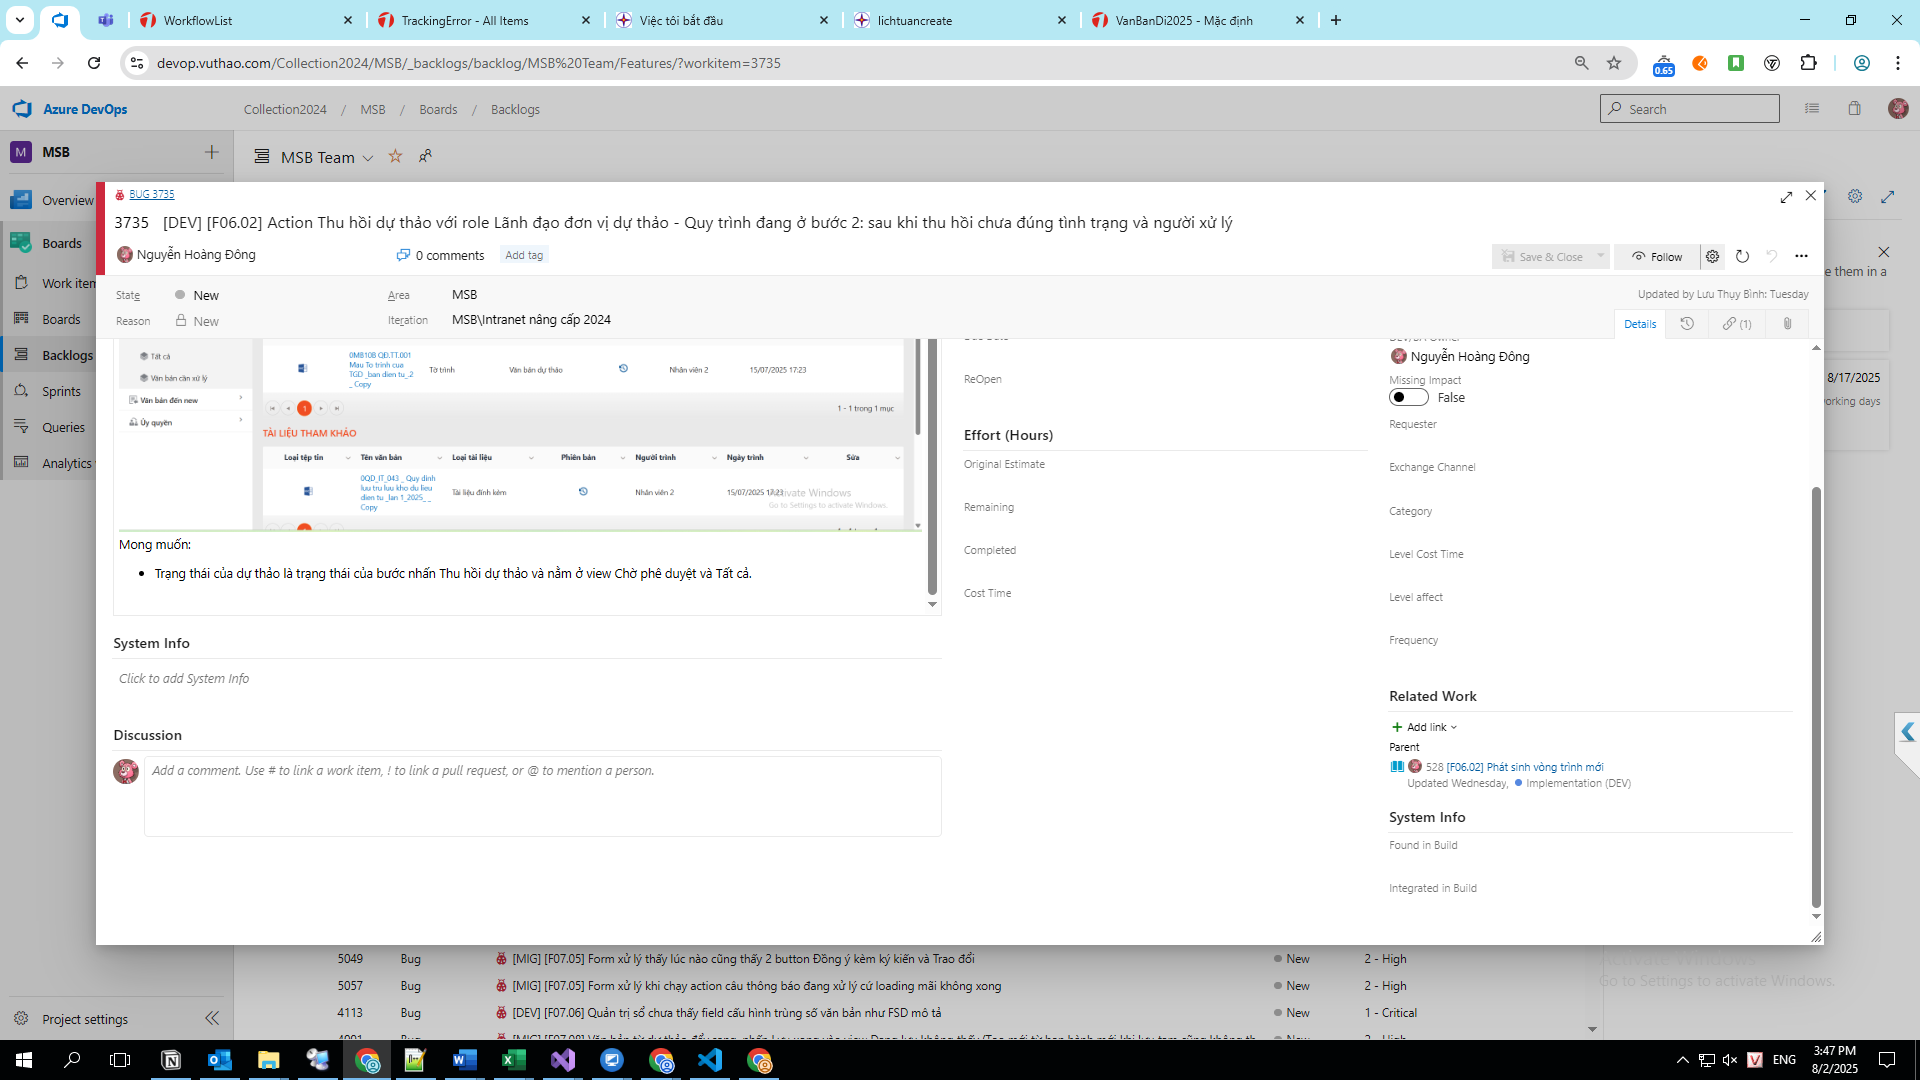 WorkflowList
TrackingError - All Items
Việc tôi bắt đầu
lichtuancreate
VanBanDi2025 - Mặc định
devop.vuthao.com/Collection2024/MSB/_backlogs/backlog/MSB%20Team/Features/?workitem=3735
0.65
Azure DevOps
Collection2024 / MSB / Boards / Backlogs
Search
M MSB
MSB Team
Overview
Boards
Work item
Boards
Backlogs
Sprints
Queries
Analytics
Project settings
BUG 3735
3735 [DEV] [F06.02] Action Thu hồi dự thảo với role Lãnh đạo đơn vị dự thảo - Quy trình đang ở bước 2: sau khi thu hồi chưa đúng tình trạng và người xử lý
Nguyễn Hoàng Đông
0 comments
Add tag
Save & Close
Follow
State New
Area MSB
Updated by Lưu Thụy Bình: Tuesday
Reason New
Iteration MSB\Intranet nâng cấp 2024
Details
(1)
e them in a
8/17/2025
orking days
Tất cả
Văn bản cần xử lý
Văn bản đến new
Ủy quyền
0MB10B QD.TT.001
Mau To trinh cua
TGD _ban dien tu_2
_ Copy
Tờ trình
Văn bản dự thảo
Nhân viên 2
15/07/2025 17:23
1
1 - 1 trong 1 mục
TÀI LIỆU THAM KHẢO
Loại tệp tin Tên văn bản Loại tài liệu Phiên bản Người trình Ngày trình Sửa
0QD_IT_043 _ Quy dinh
luu tru luu kho du lieu
dien tu _lan 1_2025_ _
Copy
Tài liệu đính kèm
Nhân viên 2
15/07/2025 17:23
Activate Windows
Go to Settings to activate Windows.
Mong muốn:
Trạng thái của dự thảo là trạng thái của bước nhấn Thu hồi dự thảo và nằm ở view Chờ phê duyệt và Tất cả.
System Info
Click to add System Info
Discussion
Add a comment. Use # to link a work item, ! to link a pull request, or @ to mention a person.
ReOpen
Effort (Hours)
Original Estimate
Remaining
Completed
Cost Time
Nguyễn Hoàng Đông
Missing Impact
False
Requester
Exchange Channel
Category
Level Cost Time
Level affect
Frequency
Related Work
Add link
Parent
528 [F06.02] Phát sinh vòng trình mới
Updated Wednesday, Implementation (DEV)
System Info
Found in Build
Integrated in Build
5049 Bug [MIG] [F07.05] Form xử lý thấy lúc nào cũng thấy 2 button Đồng ý kèm ký kiến và Trao đổi New 2 - High
5057 Bug [MIG] [F07.05] Form xử lý khi chạy action câu thông báo đang xử lý cứ loading mãi không xong New 2 - High
4113 Bug [DEV] [F07.06] Quản trị sổ chưa thấy field cấu hình trùng số văn bản như FSD mô tả New 1 - Critical
Activate Windows
Go to Settings to activate Windows.
ENG
3:47 PM
8/2/2025